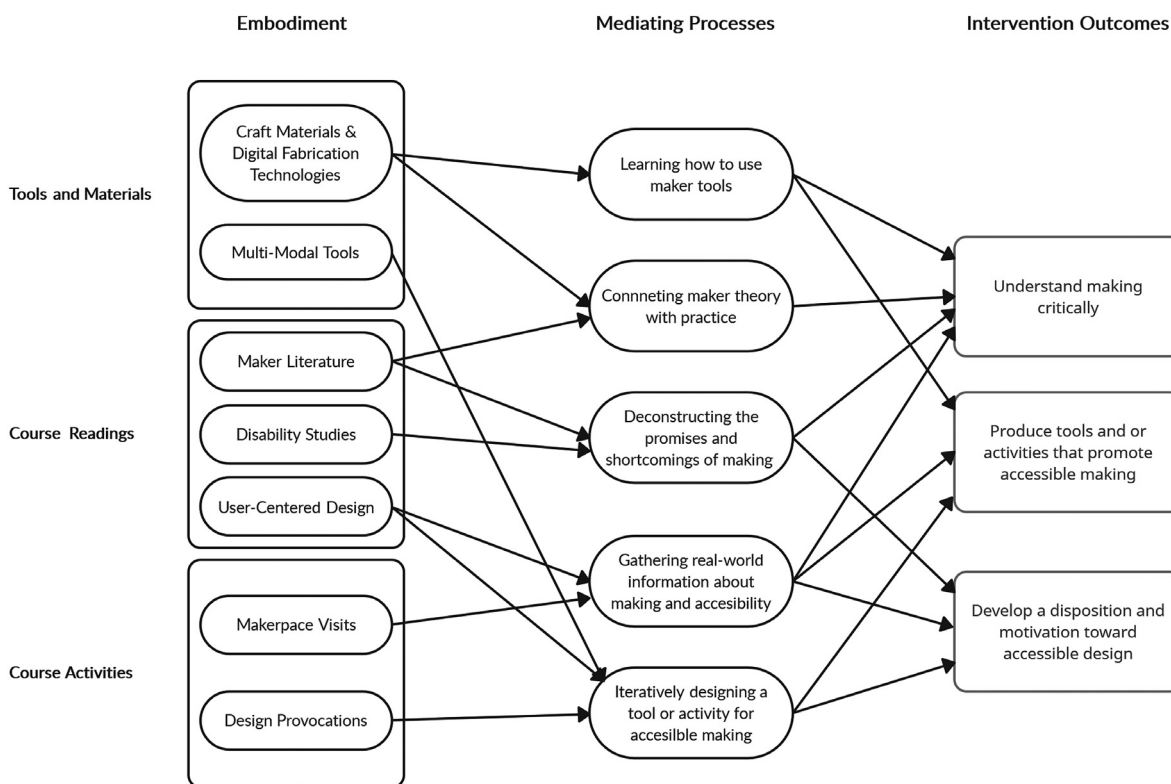 Embodiment
Mediating Processes
Intervention Outcomes
Tools and Materials
Craft Materials &
Digital Fabrication
Technologies
Multi-Modal Tools
Course Readings
Maker Literature
Disability Studies
User-Centered Design
Course Activities
Makerpace Visits
Design Provocations
Learning how to use
maker tools
Connneting maker theory
with practice
Deconstructing the
promises and
shortcomings of making
Gathering real-world
information about
making and accesibility
Iteratively designing a
tool or activity for
accesilble making
Understand making
critically
Produce tools and or
activities that promote
accessible making
Develop a disposition and
motivation toward
accessible design